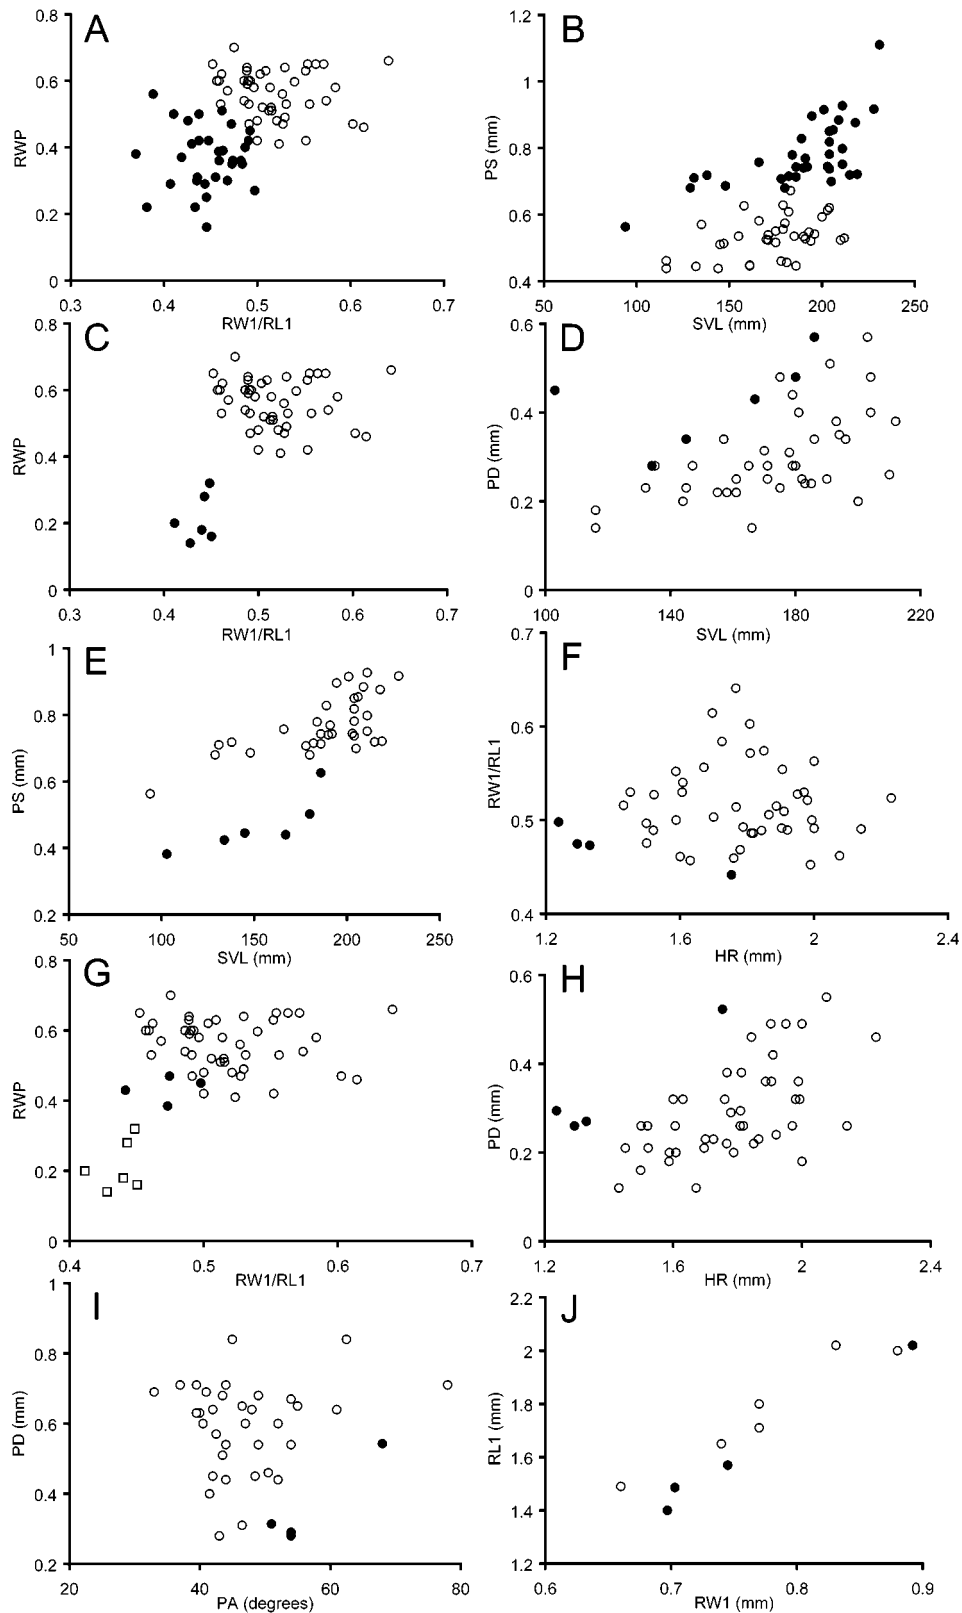 A
0.8
0.6
0.4
0.2
0
RWP
0.3 0.4 0.5 0.6 0.7
RW1/RL1
B
1.2
1
0.8
0.6
0.4
PS (mm)
50 100 150 200 250
SVL (mm)
C
0.8
0.6
0.4
0.2
0
RWP
0.3 0.4 0.5 0.6 0.7
RW1/RL1
D
0.6
0.4
0.2
0
PD (mm)
100 140 180 220
SVL (mm)
E
1
0.8
0.6
0.4
0.2
PS (mm)
50 100 150 200 250
SVL (mm)
F
0.7
0.6
0.5
0.4
RW1/RL1
1.2 1.6 2 2.4
HR (mm)
G
0.8
0.6
0.4
0.2
0
RWP
0.4 0.5 0.6 0.7
RW1/RL1
H
0.6
0.4
0.2
0
PD (mm)
1.2 1.6 2 2.4
HR (mm)
I
1
0.8
0.6
0.4
0.2
PD (mm)
20 40 60 80
PA (degrees)
J
2.2
2
1.8
1.6
1.4
1.2
RL1 (mm)
0.6 0.7 0.8 0.9
RW1 (mm)